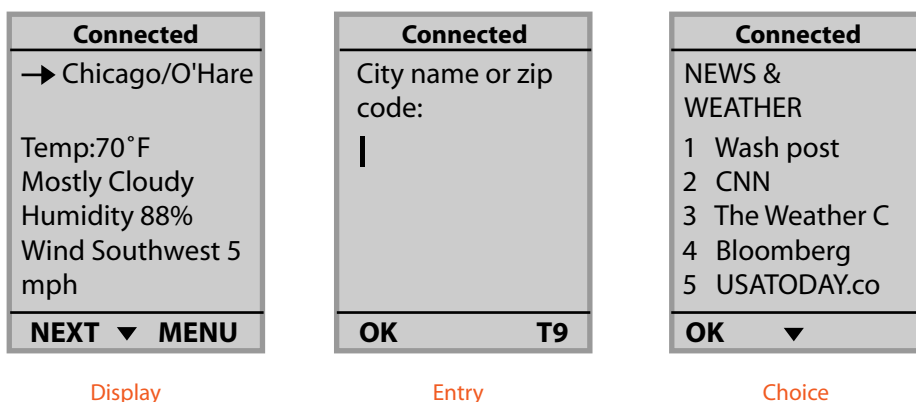 Connected
→ Chicago/O'Hare
Temp:70˚F
Mostly Cloudy
Humidity 88%
Wind Southwest 5
mph
NEXT ▼ MENU
Display
Connected
City name or zip
code:
OK T9
Entry
Connected
NEWS &
WEATHER
1 Wash post
2 CNN
3 The Weather C
4 Bloomberg
5 USATODAY.co
OK ▼
Choice